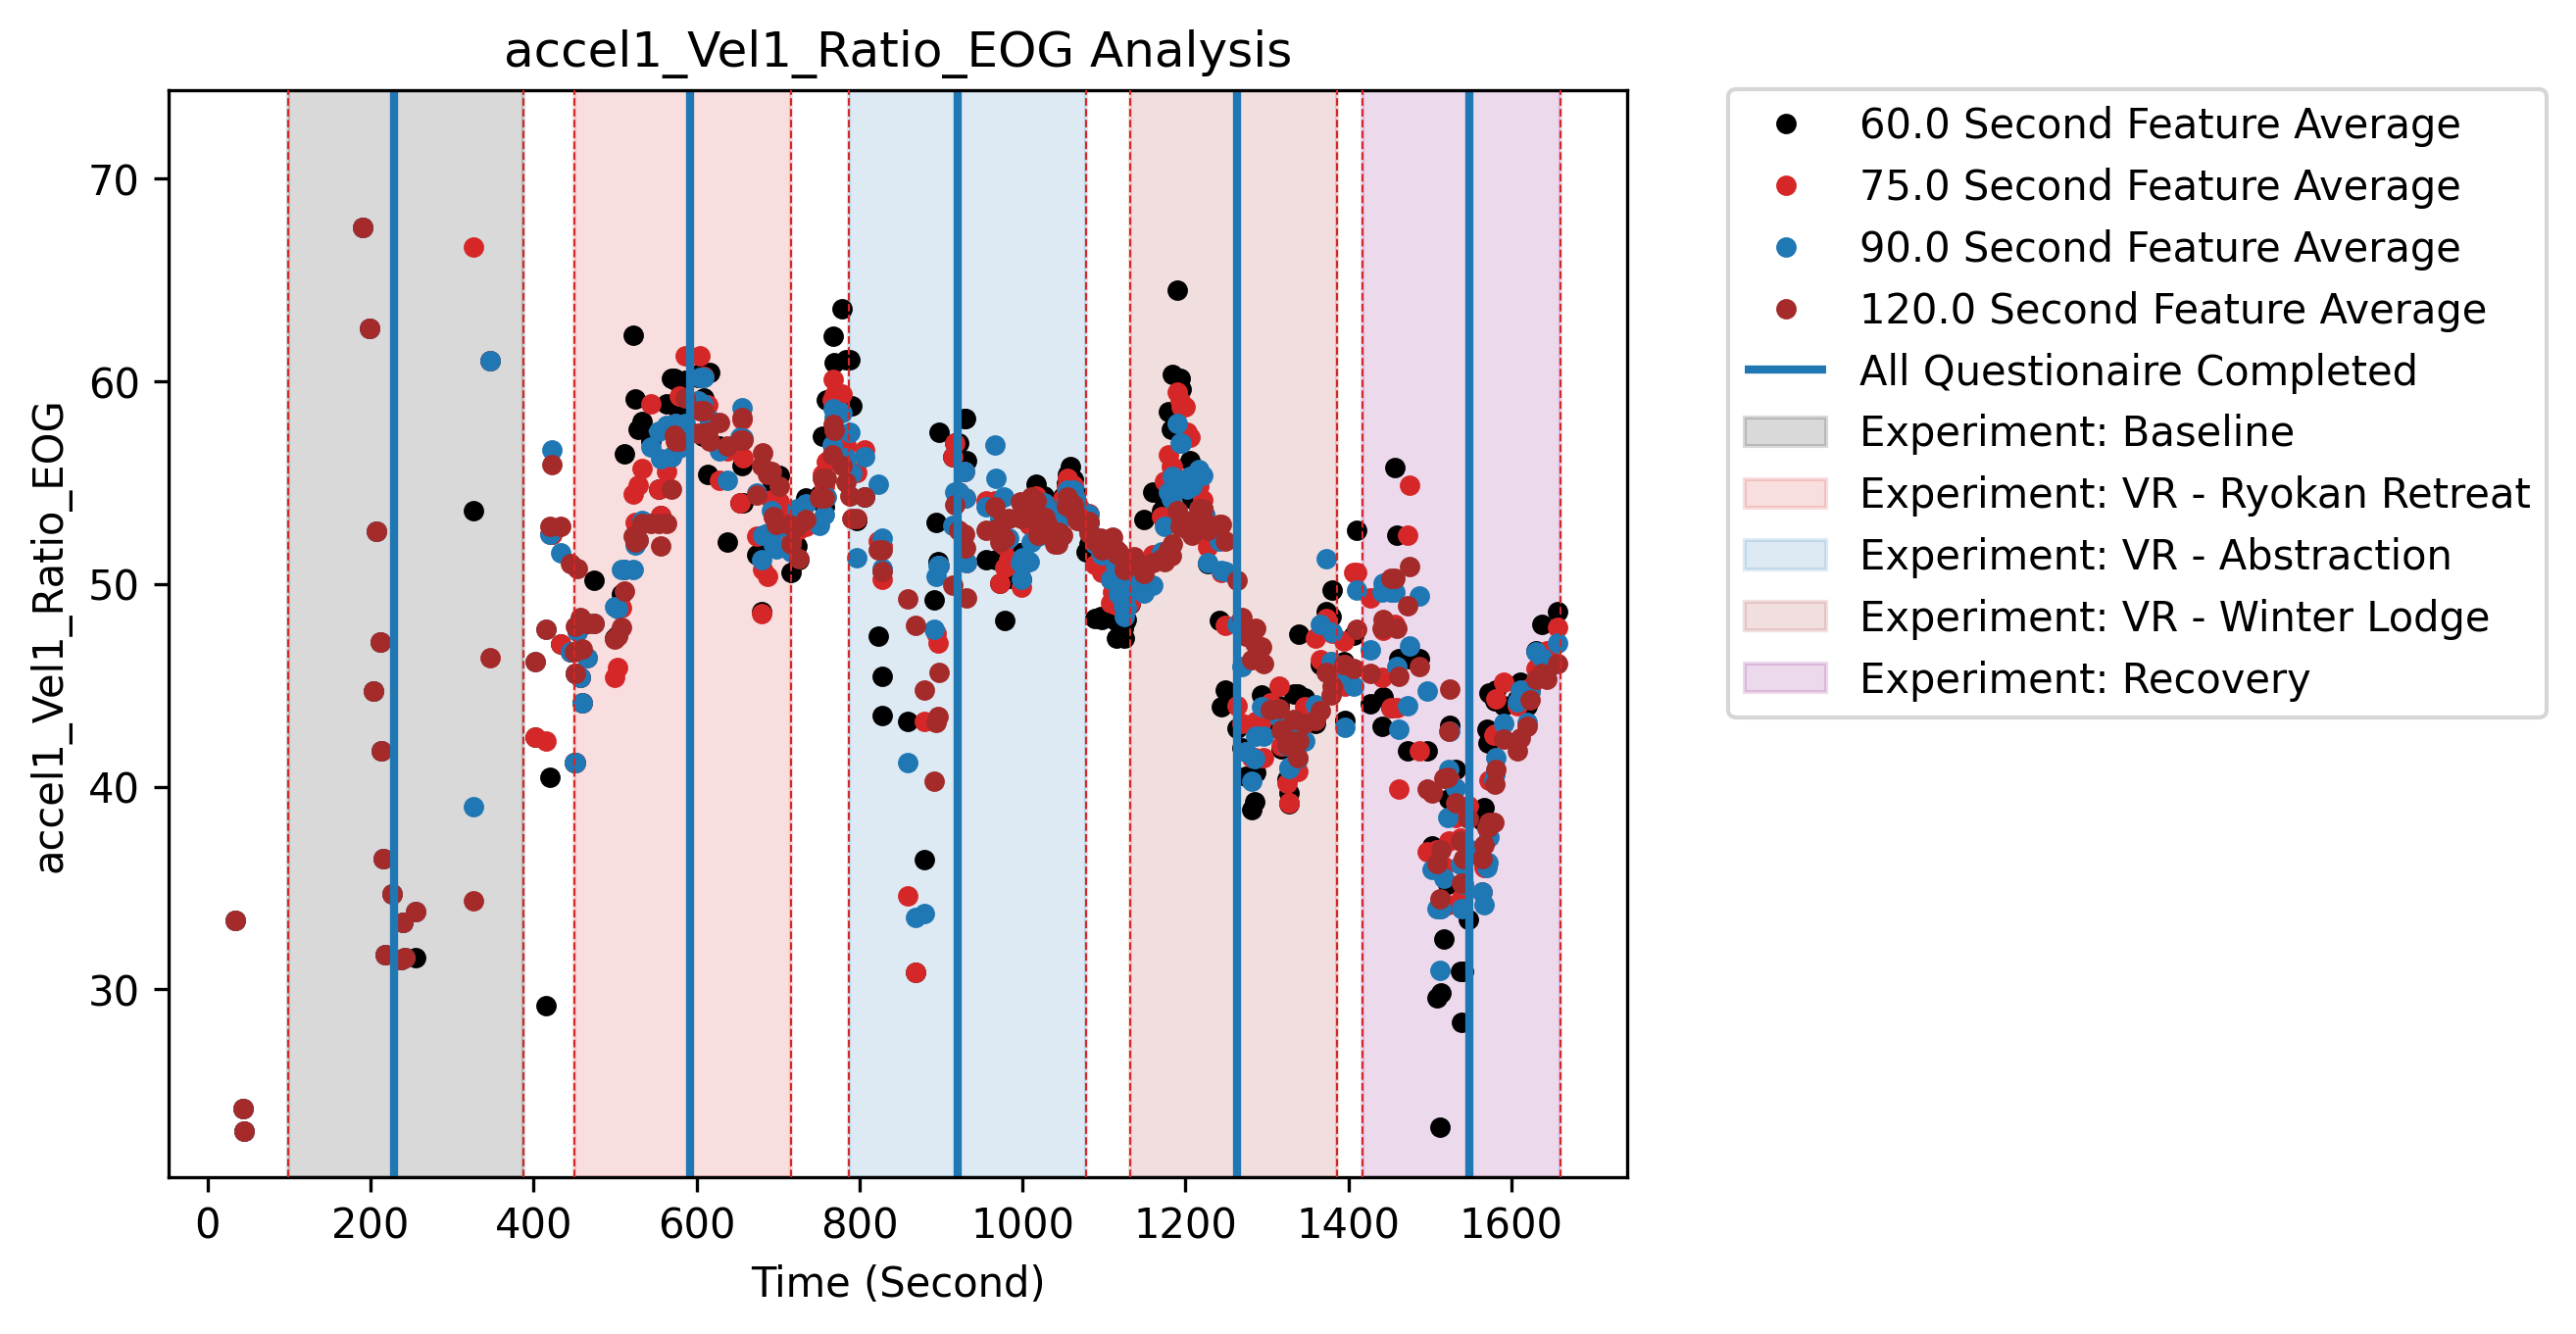 accel1_Vel1_Ratio_EOG Analysis
accel1_Vel1_Ratio_EOG
70
60
50
40
30
0 200 400 600 800 1000 1200 1400 1600
Time (Second)
60.0 Second Feature Average
75.0 Second Feature Average
90.0 Second Feature Average
120.0 Second Feature Average
All Questionaire Completed
Experiment: Baseline
Experiment: VR - Ryokan Retreat
Experiment: VR - Abstraction
Experiment: VR - Winter Lodge
Experiment: Recovery